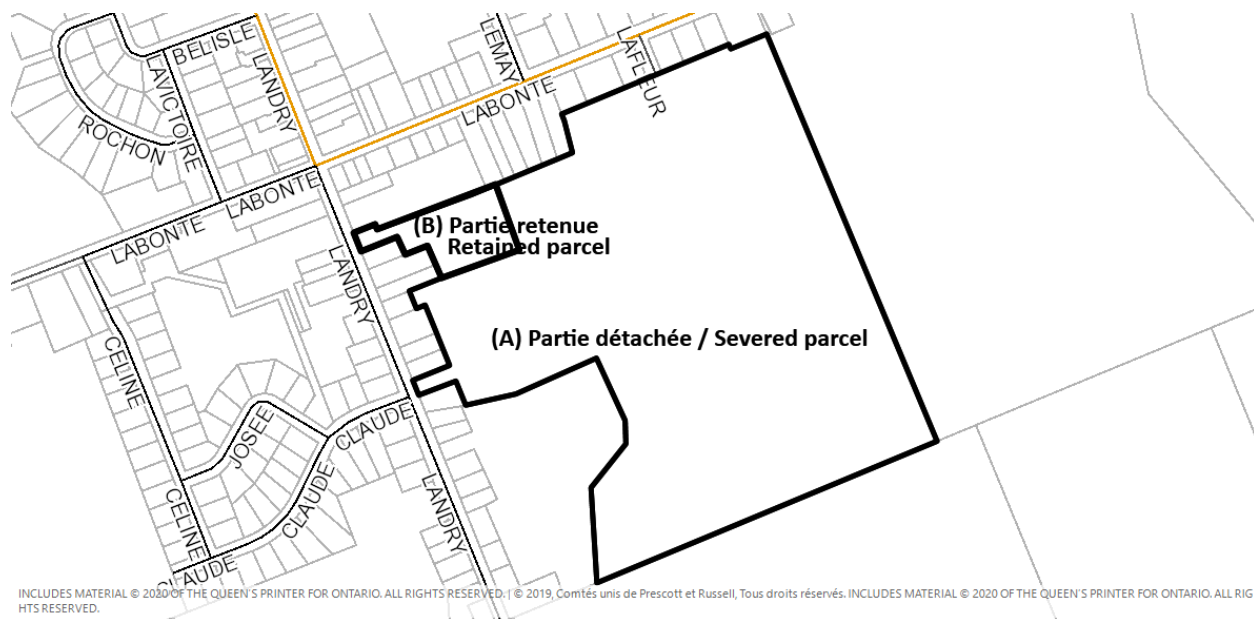 BELISLE
LAVICTOIRE
ROCHON
LANDRY
LEMAY
LAFLEUR
LABONTE
LABONTE
LABONTE
(B) Partie retenue
Retained parcel
LANDRY
(A) Partie détachée / Severed parcel
CELINE
JOSEE
CLAUDE
CLAUDE
LANDRY
CELINE
CLAUDE
INCLUDES MATERIAL © 2020 OF THE QUEEN'S PRINTER FOR ONTARIO. ALL RIGHTS RESERVED. | © 2019, Comtés unis de Prescott et Russell, Tous droits réservés. INCLUDES MATERIAL © 2020 OF THE QUEEN'S PRINTER FOR ONTARIO. ALL RIG
HTS RESERVED.